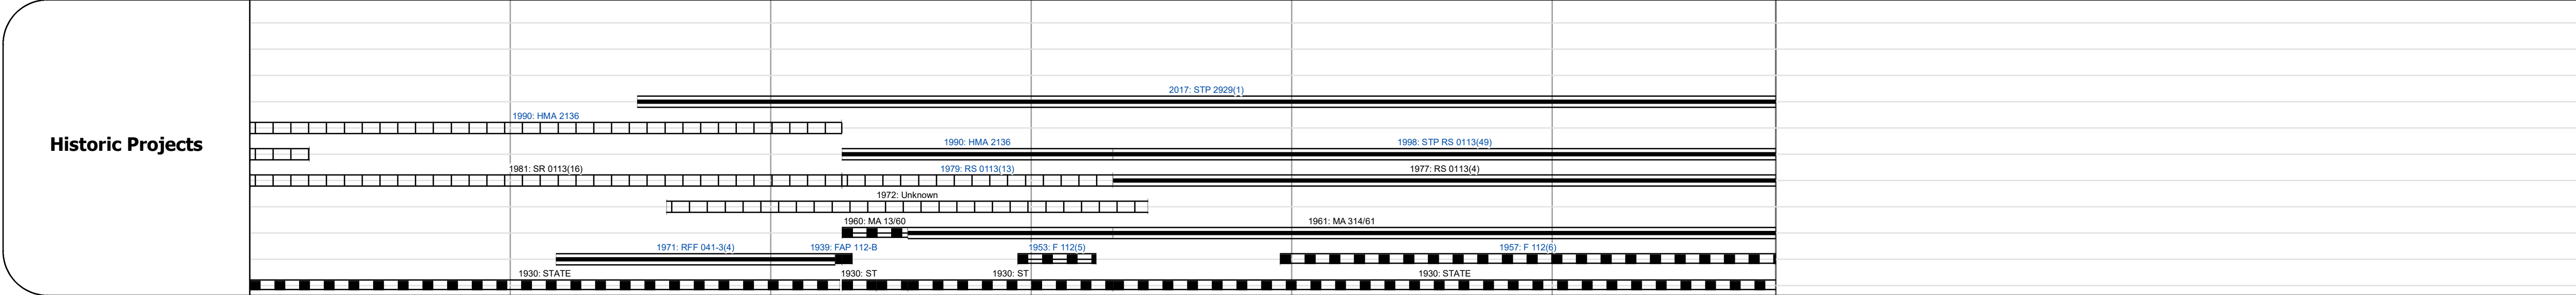 Historic Projects
2017: STP 2929(1)
1990: HMA 2136
1990: HMA 2136
1998: STP RS 0113(49)
1981: SR 0113(16)
1979: RS 0113(13)
1977: RS 0113(4)
1972: Unknown
1960: MA 13/60
1961: MA 314/61
1971: RFF 041-3(4)
1939: FAP 112-B
1953: F 112(5)
1957: F 112(6)
1930: STATE
1930: ST
1930: ST
1930: STATE